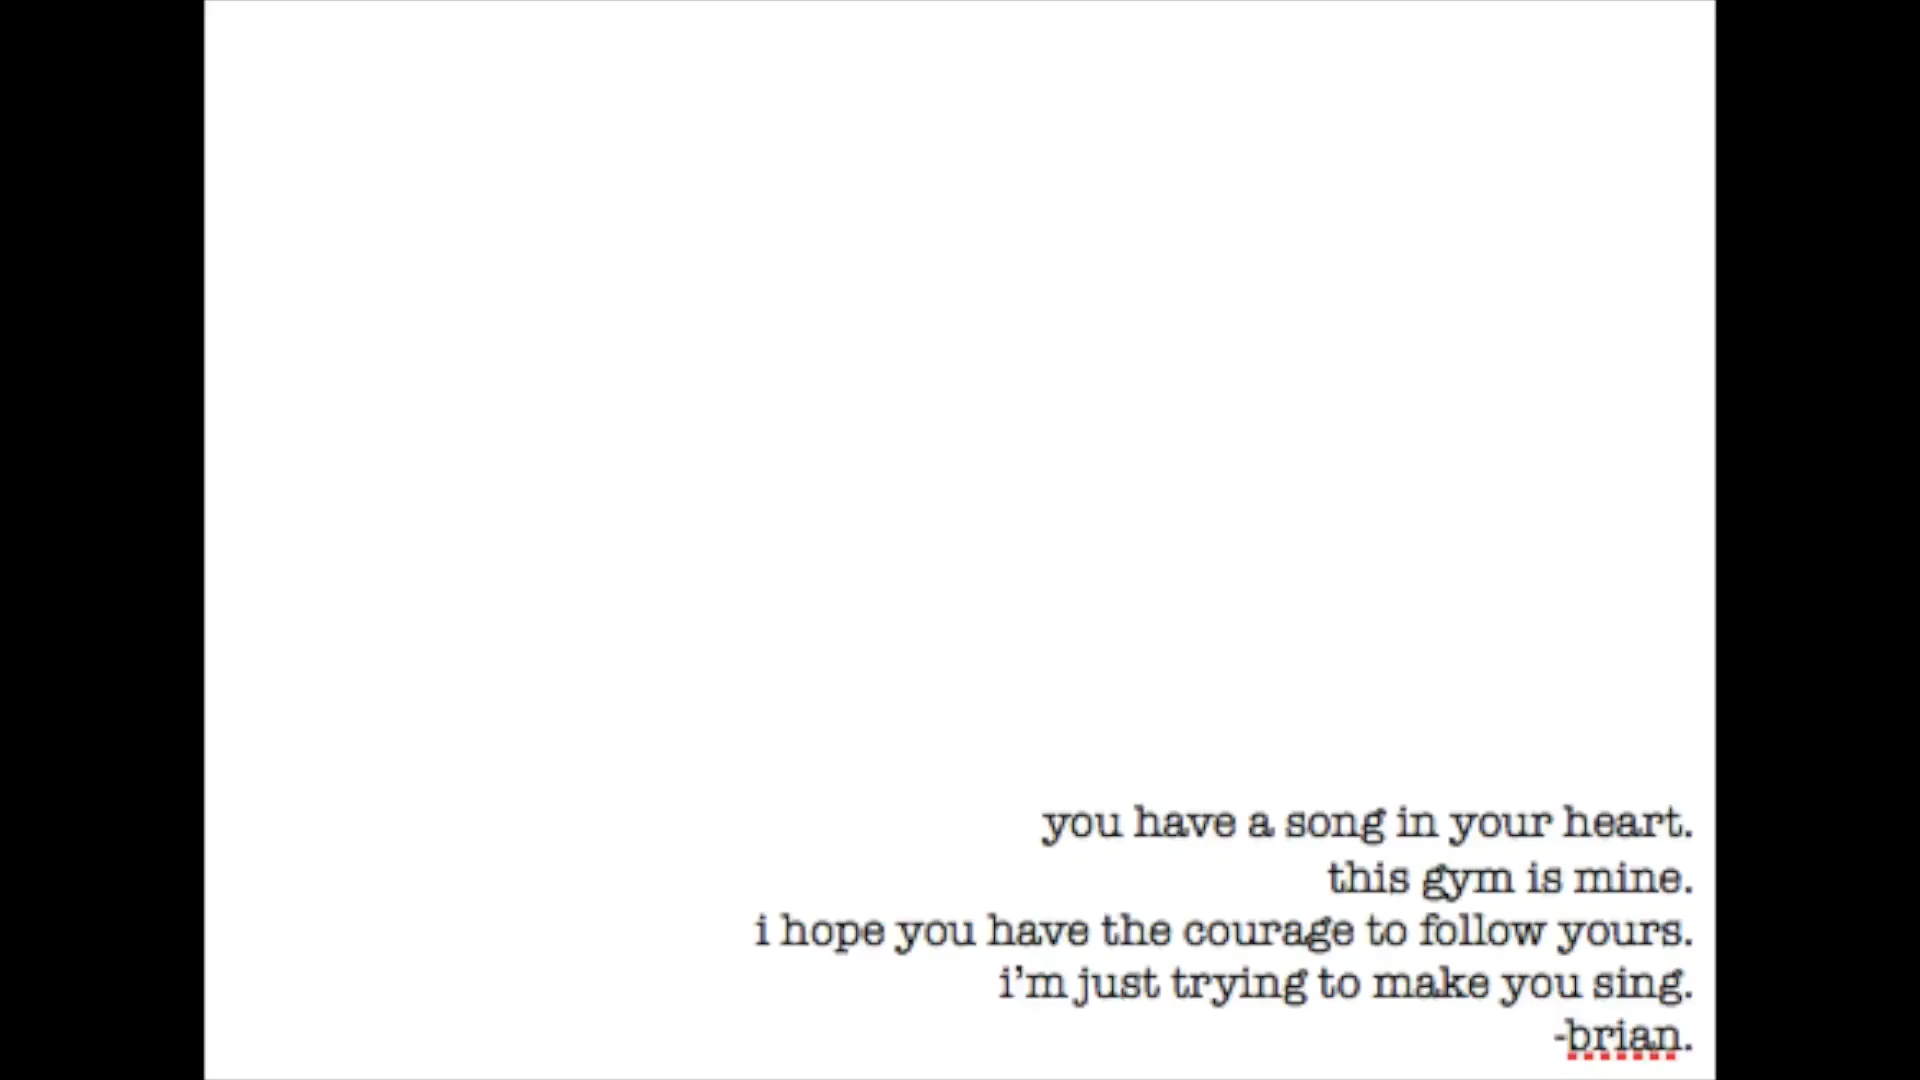 you have a song in your heart.
this gym is mine.
i hope you have the courage to follow yours.
i'm just trying to make you sing.
-brian.